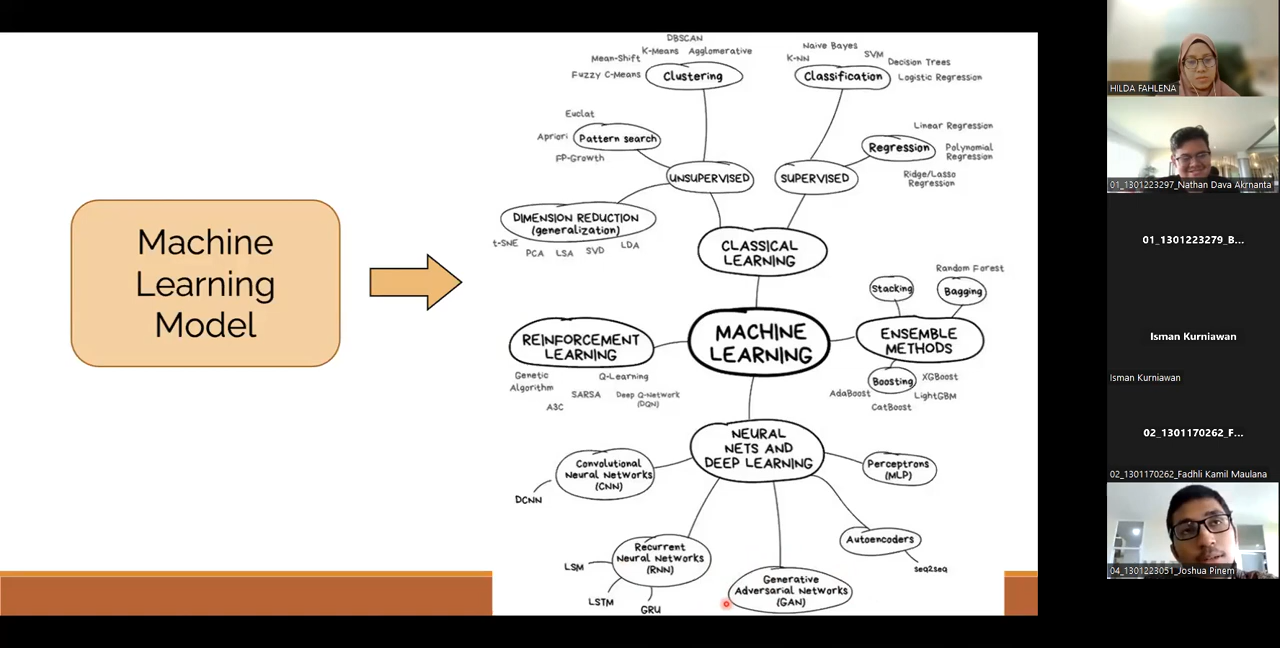 Machine
Learning
Model
DBSCAN
Mean-Shift
K-Means
Agglomerative
Fuzzy C-Means
Clustering
Naive Bayes
K-NN
SVM
Decision Trees
Classification
Logistic Regression
Euclat
Apriori
Pattern search
FP-Growth
Linear Regression
Regression
Polynomial
Regression
Ridge/Lasso
Regression
UNSUPERVISED
SUPERVISED
DIMENSION REDUCTION
(generalization)
t-SNE
PCA
LSA
SVD
LDA
CLASSICAL
LEARNING
Random Forest
Stacking
Bagging
MACHINE
LEARNING
REINFORCEMENT
LEARNING
Genetic
Algorithm
Q-Learning
SARSA
Deep Q-Network
(DQN)
A3C
ENSEMBLE
METHODS
Boosting
XGBoost
AdaBoost
LightGBM
CatBoost
NEURAL
NETS AND
DEEP LEARNING
Convolutional
Neural Networks
(CNN)
DCNN
Perceptrons
(MLP)
Recurrent
Neural Networks
(RNN)
LSM
LSTM
GRU
Autoencoders
seq2seq
Generative
Adversarial Networks
(GAN)
HILDA FAHLENA
01_1301223297_Nathan Dava Akrnanta
01_1301223279_B...
Isman Kurniawan
Isman Kurniawan
02_1301170262_F...
02_1301170262_Fadhli Kamil Maulana
04_1301223051_Joshua Pinem